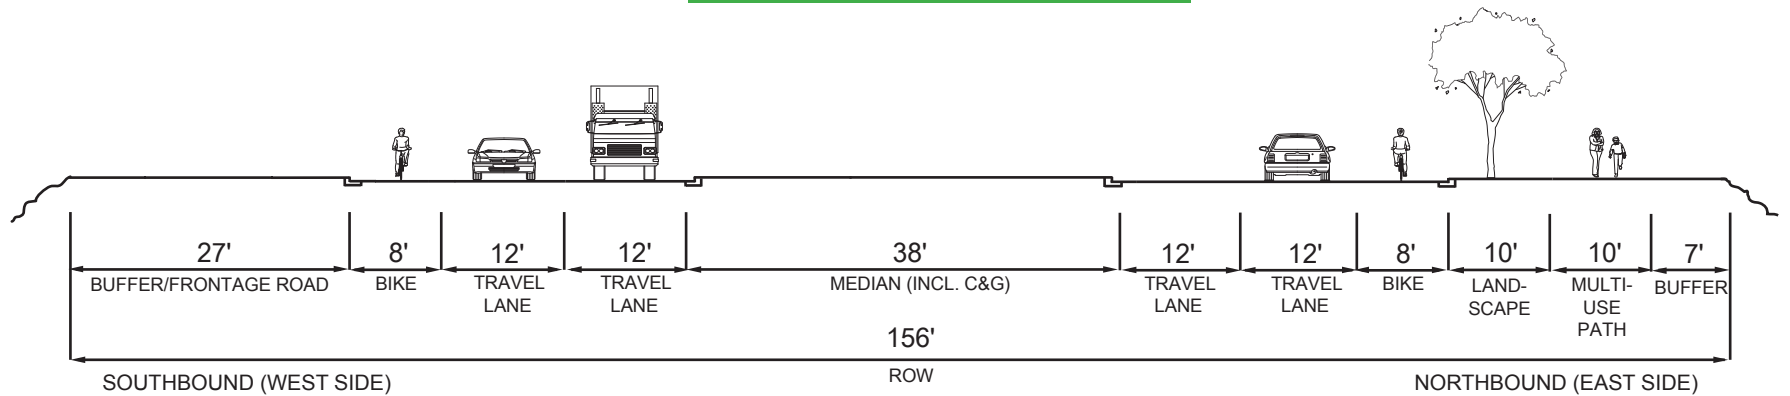 27' 8' 12' 12' 38' 12' 12' 8' 10' 10' 7'
BUFFER/FRONTAGE ROAD
BIKE
TRAVEL
LANE
TRAVEL
LANE
MEDIAN (INCL. C&G)
TRAVEL
LANE
TRAVEL
LANE
BIKE
LAND-
SCAPE
MULTI-
USE
PATH
BUFFER
156'
ROW
SOUTHBOUND (WEST SIDE)
NORTHBOUND (EAST SIDE)